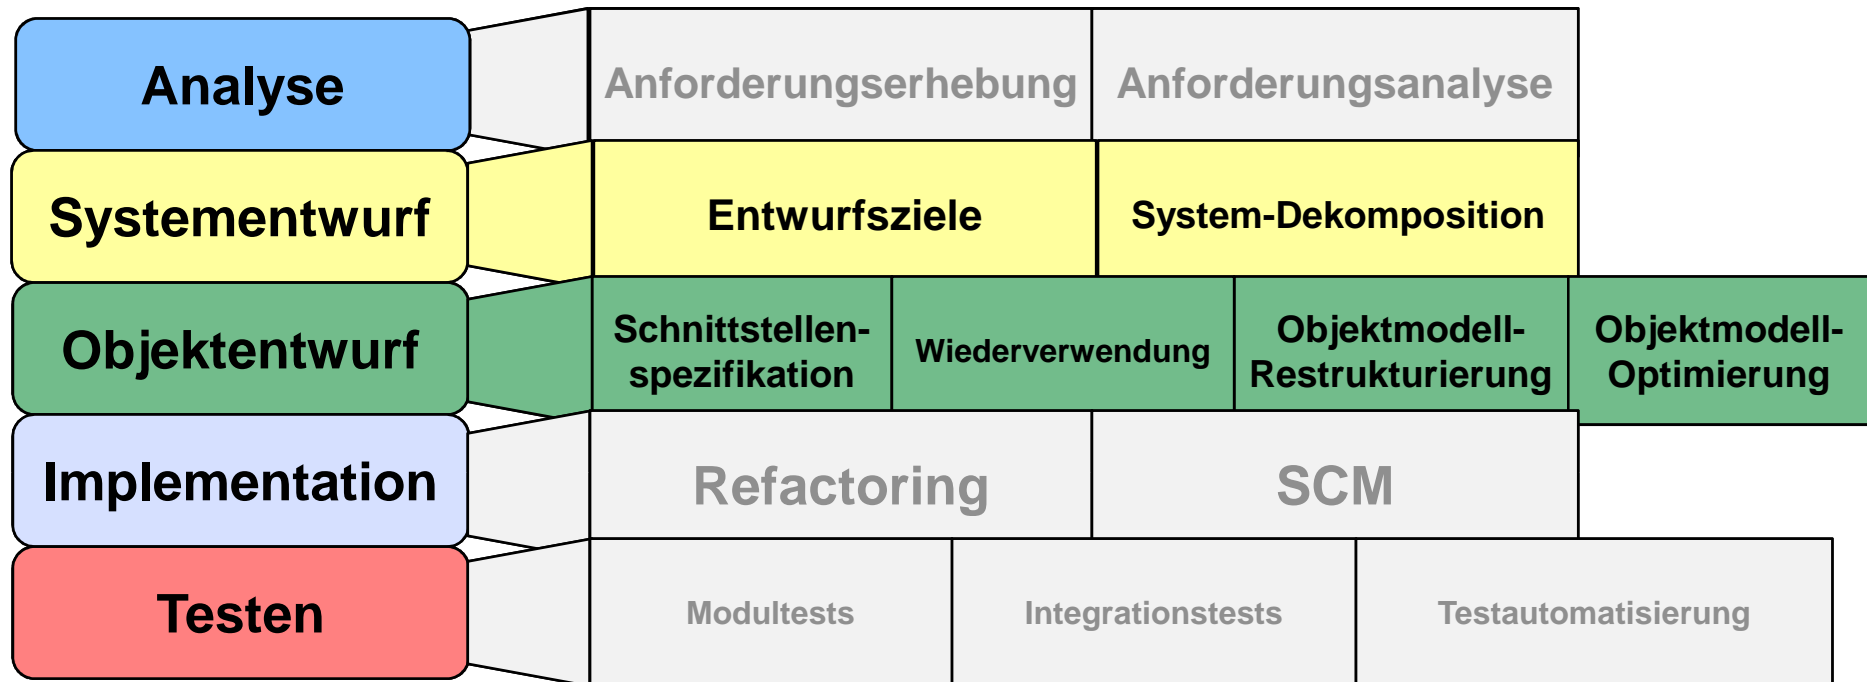 Analyse
Anforderungserhebung
Anforderungsanalyse
Systementwurf
Entwurfsziele
System-Dekomposition
Objektentwurf
Schnittstellen-
spezifikation
Wiederverwendung
Objektmodell-
Restrukturierung
Objektmodell-
Optimierung
Implementation
Refactoring
SCM
Testen
Modultests
Integrationstests
Testautomatisierung